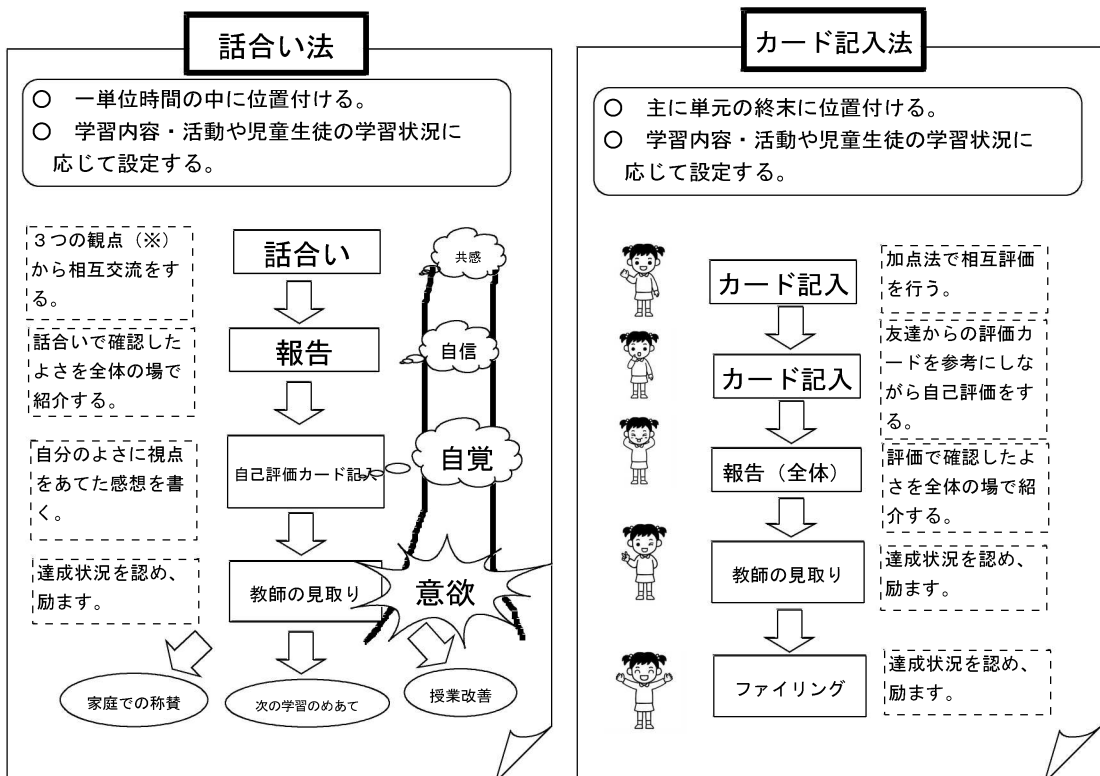 話合い法
○　一単位時間の中に位置付ける。
○　学習内容・活動や児童生徒の学習状況に
応じて設定する。
３つの観点（※）
から相互交流をす
る。
話合い
共感
話合いで確認した
よさを全体の場で
紹介する。
報告
自信
自分のよさに視点
をあてた感想を書
く。
自己評価カード記入
自覚
達成状況を認め、
励ます。
教師の見取り
意欲
家庭での称賛
次の学習のめあて
授業改善
カード記入法
○　主に単元の終末に位置付ける。
○　学習内容・活動や児童生徒の学習状況に
応じて設定する。
カード記入
加点法で相互評価
を行う。
カード記入
友達からの評価カ
ードを参考にしな
がら自己評価をす
る。
報告（全体）
評価で確認したよ
さを全体の場で紹
介する。
教師の見取り
達成状況を認め、
励ます。
ファイリング
達成状況を認め、
励ます。